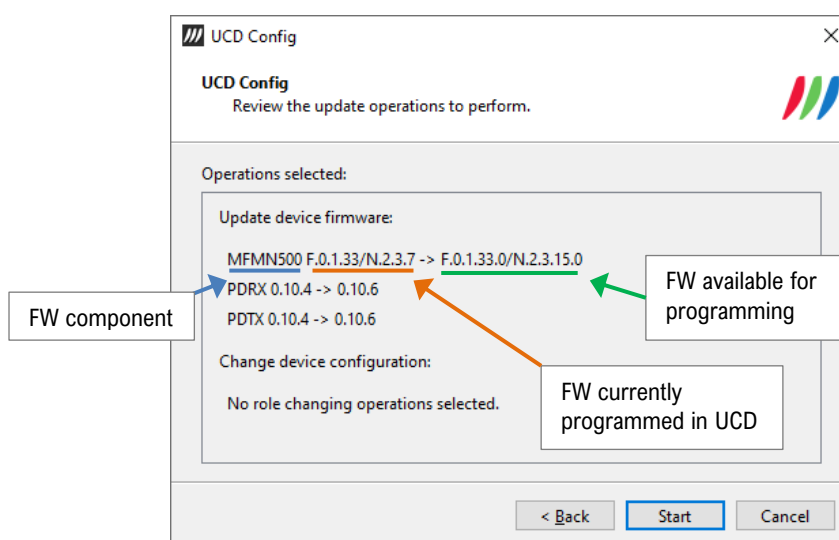 UCD Config
UCD Config
Review the update operations to perform.
Operations selected:
Update device firmware:
MFMN500 F.0.1.33/N.2.3.7 -> F.0.1.33.0/N.2.3.15.0
PDRX 0.10.4 -> 0.10.6
PDTX 0.10.4 -> 0.10.6
FW component
FW available for
programming
Change device configuration:
No role changing operations selected.
FW currently
programmed in UCD
< Back
Start
Cancel